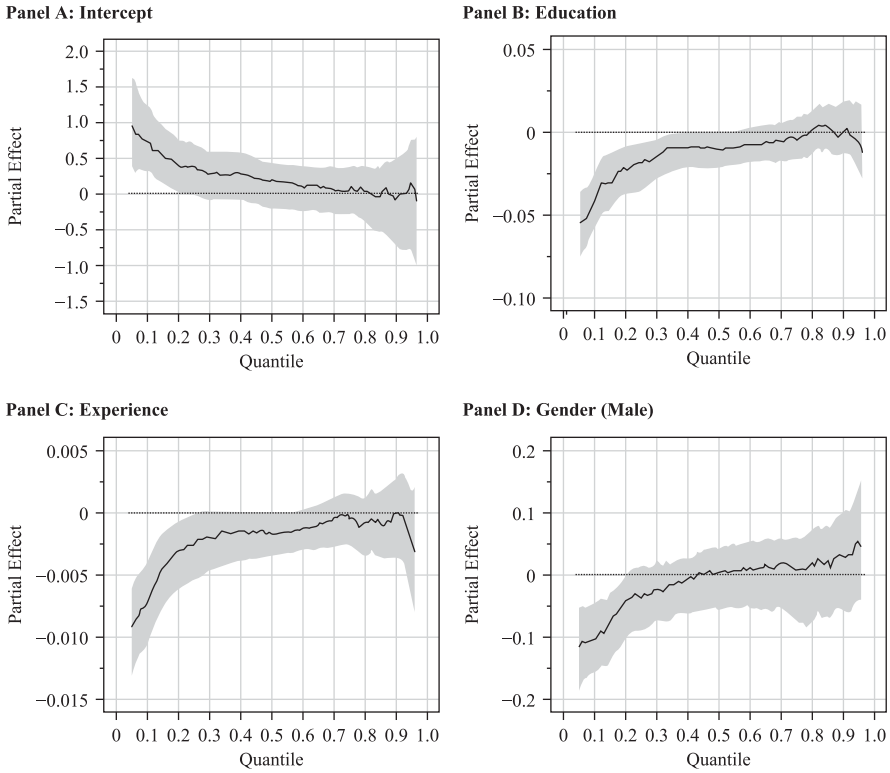 Panel A: Intercept
2.0
1.5
1.0
0.5
0
−0.5
−1.0
−1.5
Partial Effect
0 0.1 0.2 0.3 0.4 0.5 0.6 0.7 0.8 0.9 1.0
Quantile
Panel B: Education
0.05
0
−0.05
−0.10
Partial Effect
0 0.1 0.2 0.3 0.4 0.5 0.6 0.7 0.8 0.9 1.0
Quantile
Panel C: Experience
0.005
0
−0.005
−0.010
−0.015
Partial Effect
0 0.1 0.2 0.3 0.4 0.5 0.6 0.7 0.8 0.9 1.0
Quantile
Panel D: Gender (Male)
0.2
0.1
0
−0.1
−0.2
Partial Effect
0 0.1 0.2 0.3 0.4 0.5 0.6 0.7 0.8 0.9 1.0
Quantile